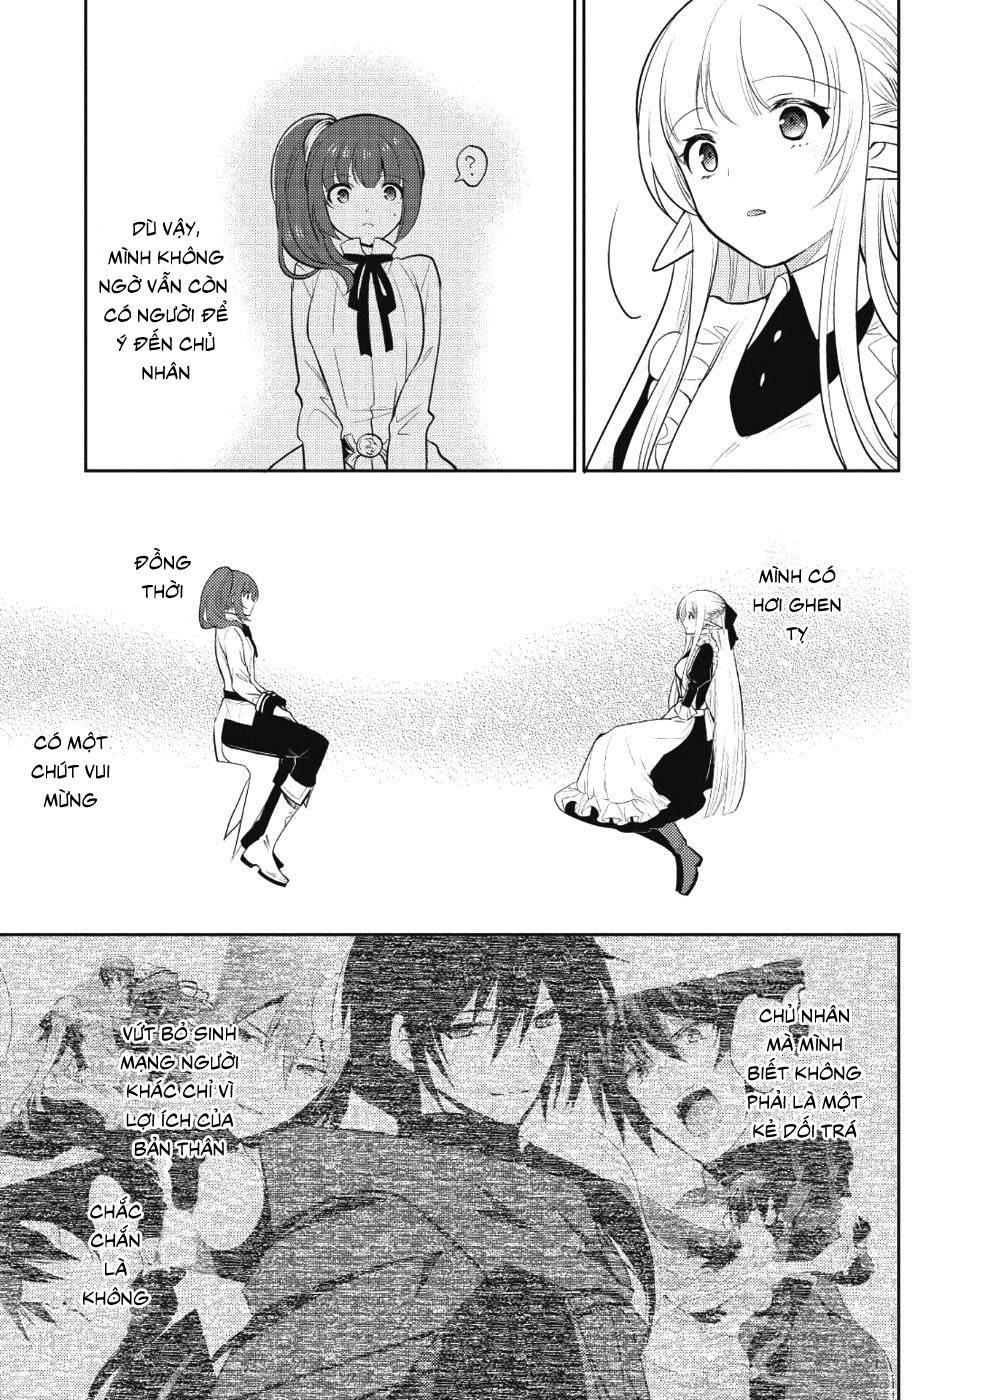 DÙ VẬY,
MÌNH KHÔNG
NGỜ VẪN CÒN
CÓ NGƯỜI ĐỂ
Ý ĐẾN CHỦ
NHÂN
?
MÌNH CÓ
HƠI GHEN
TỴ
ĐỒNG
THỜI
CÓ MỘT
CHÚT VUI
MỪNG
CHỦ NHÂN
MÀ MÌNH
BIẾT KHÔNG
PHẢI LÀ MỘT
KẺ DỐI TRÁ
VỨT BỎ SINH
MẠNG NGƯỜI
KHÁC CHỈ VÌ
LỢI ÍCH CỦA
BẢN THÂN
CHẮC
CHẮN
LÀ
KHÔNG